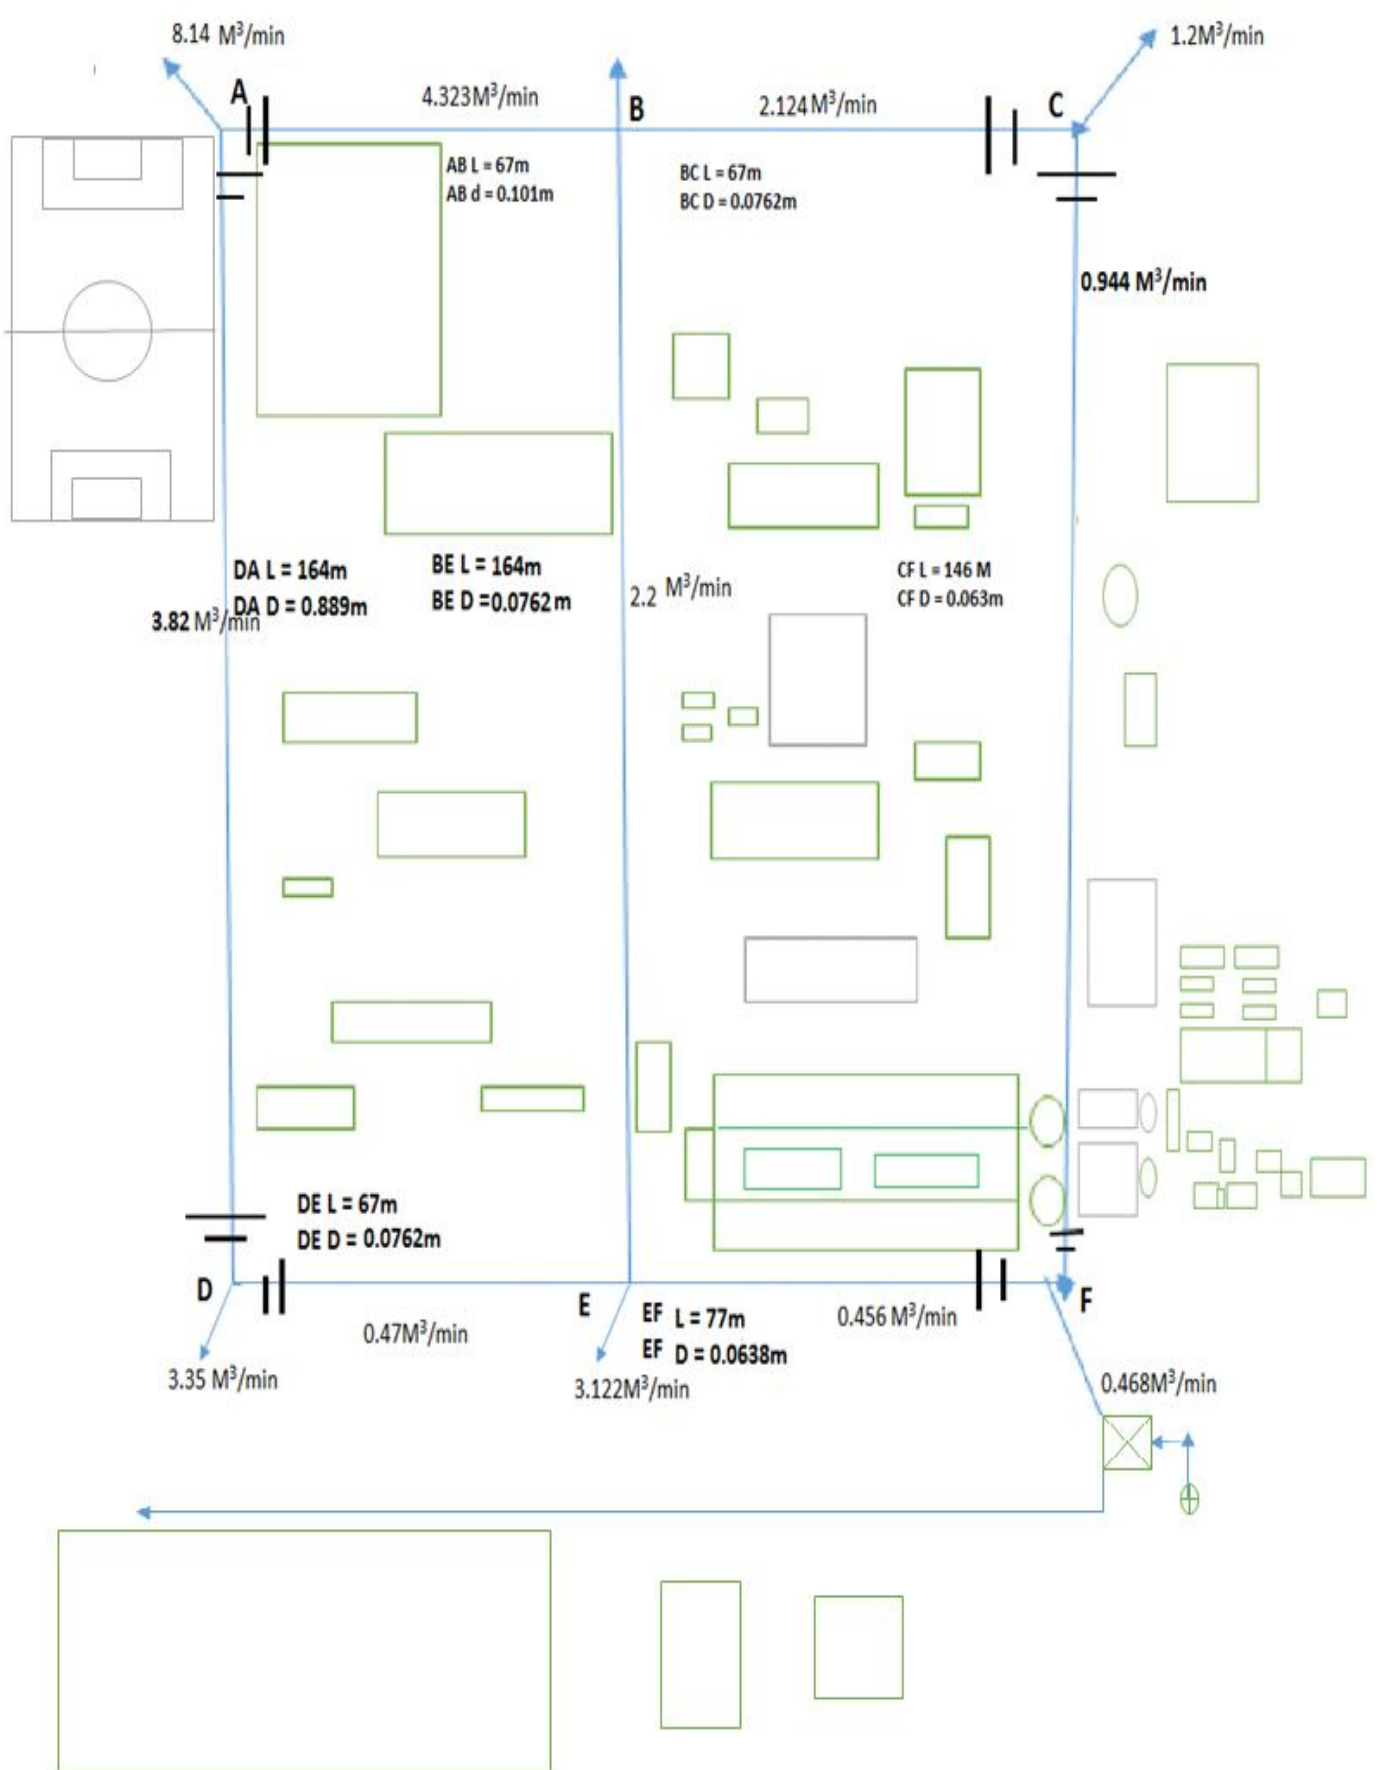 8.14 M³/min
1.2M³/min
A
4.323M³/min
B
2.124M³/min
C
AB L = 67m
AB d = 0.101m
BC L = 67m
BC D = 0.0762m
0.944 M³/min
DA L = 164m
DA D = 0.889m
3.82 M³/min
BE L = 164m
BE D =0.0762m
2.2 M³/min
CF L = 146 M
CF D = 0.063m
DE L = 67m
DE D = 0.0762m
D
E
F
EF L = 77m
EF D = 0.0638m
0.456 M³/min
0.47M³/min
3.35 M³/min
3.122M³/min
0.468M³/min